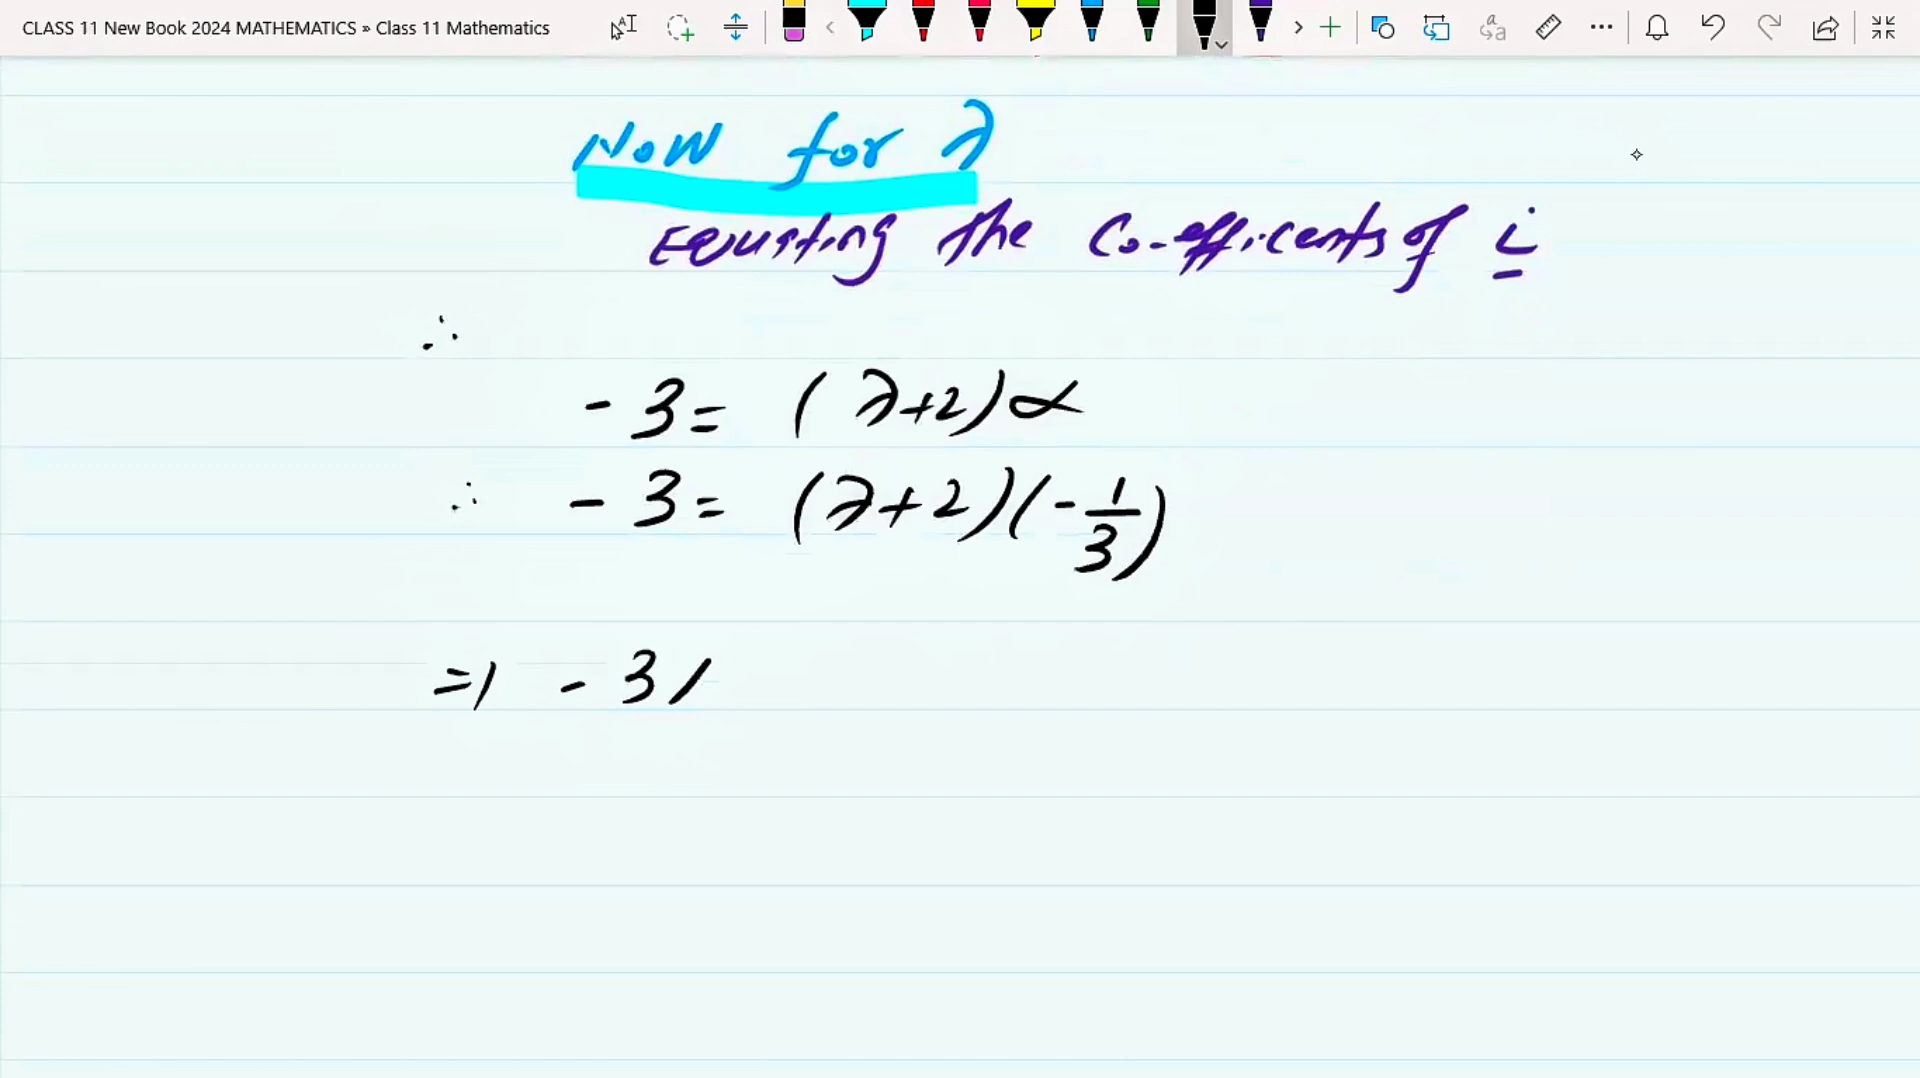 CLASS 11 New Book 2024 MATHEMATICS » Class 11 Mathematics
Now for λ
Equating the Co-efficents of i
∴
- 3 = (λ+2)α
∴ - 3 = (λ+2)(-1/3)
=) - 3 /